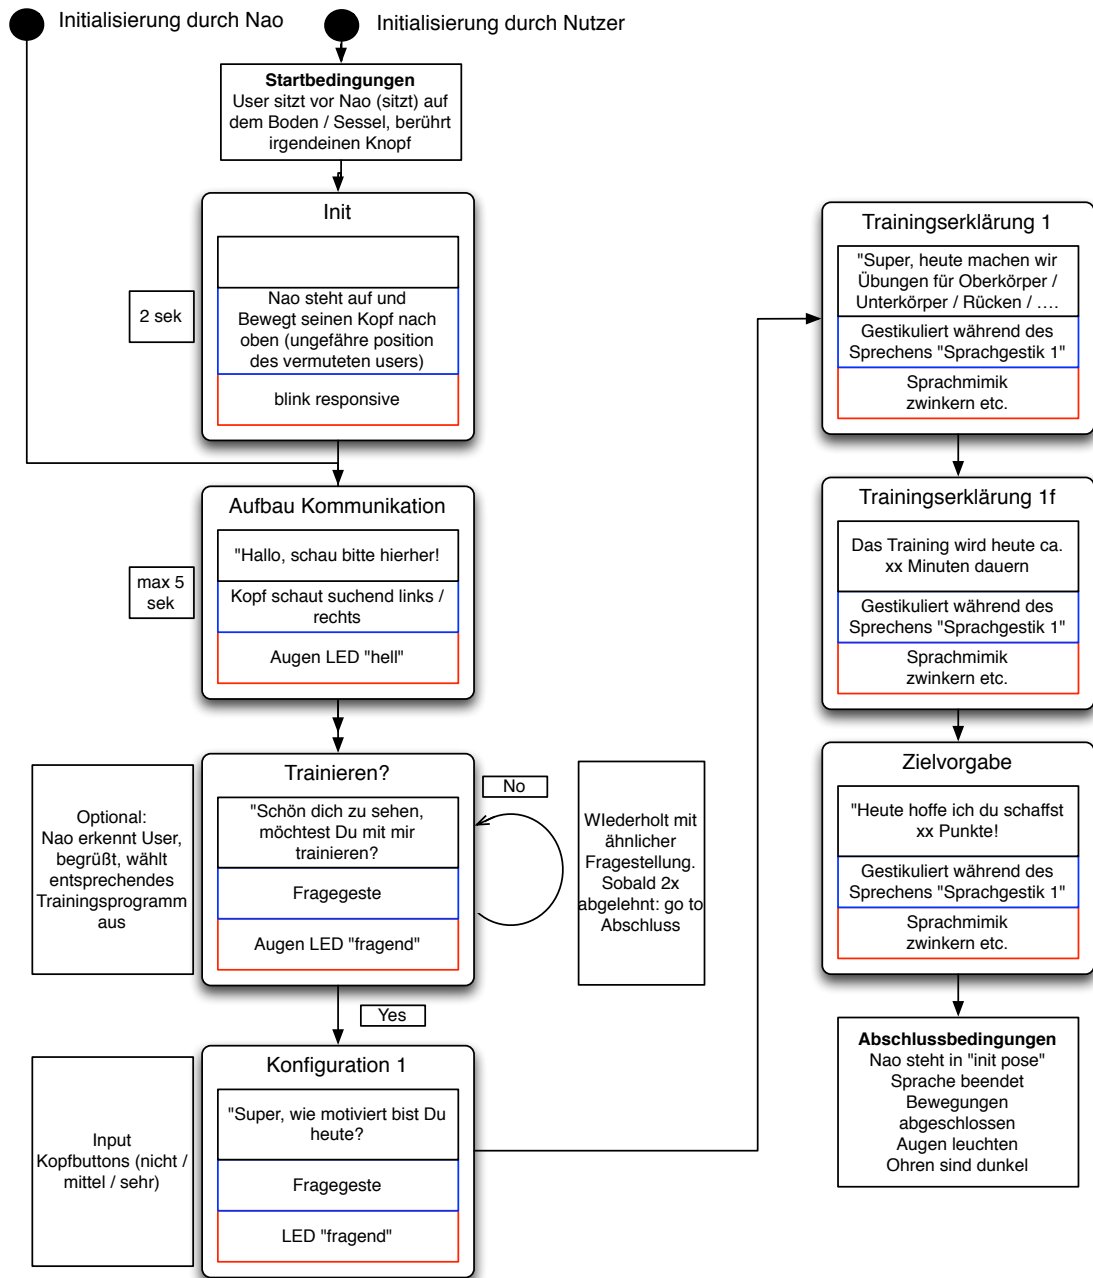 Initialisierung durch Nao
Initialisierung durch Nutzer
Startbedingungen
User sitzt vor Nao (sitzt) auf
dem Boden / Sessel, berührt
irgendeinen Knopf
Init
2 sek
Nao steht auf und
Bewegt seinen Kopf nach
oben (ungefähre position
des vermuteten users)
blink responsive
Aufbau Kommunikation
max 5
sek
"Hallo, schau bitte hierher!
Kopf schaut suchend links /
rechts
Augen LED "hell"
Optional:
Nao erkennt User,
begrüßt, wählt
entsprechendes
Trainingsprogramm
aus
Trainieren?
"Schön dich zu sehen,
möchtest Du mit mir
trainieren?
Fragegeste
Augen LED "fragend"
No
WIederholt mit
ähnlicher
Fragestellung.
Sobald 2x
abgelehnt: go to
Abschluss
Yes
Input
Kopfbuttons (nicht /
mittel / sehr)
Konfiguration 1
"Super, wie motiviert bist Du
heute?
Fragegeste
LED "fragend"
Trainingserklärung 1
"Super, heute machen wir
Übungen für Oberkörper /
Unterkörper / Rücken / ....
Gestikuliert während des
Sprechens "Sprachgestik 1"
Sprachmimik
zwinkern etc.
Trainingserklärung 1f
Das Training wird heute ca.
xx Minuten dauern
Gestikuliert während des
Sprechens "Sprachgestik 1"
Sprachmimik
zwinkern etc.
Zielvorgabe
"Heute hoffe ich du schaffst
xx Punkte!
Gestikuliert während des
Sprechens "Sprachgestik 1"
Sprachmimik
zwinkern etc.
Abschlussbedingungen
Nao steht in "init pose"
Sprache beendet
Bewegungen
abgeschlossen
Augen leuchten
Ohren sind dunkel